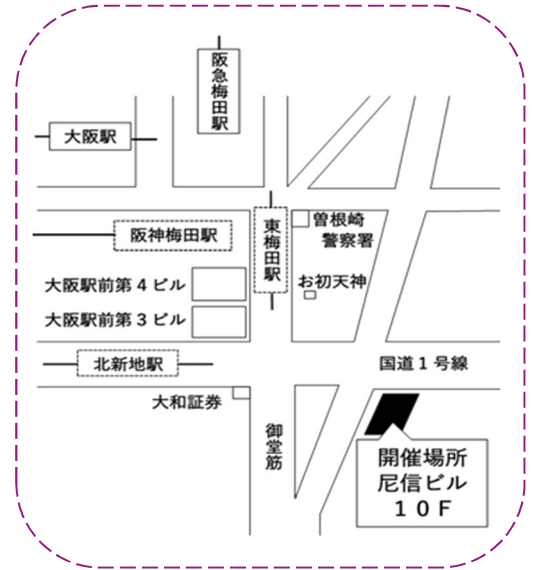 阪急梅田駅
大阪駅
曽根崎
警察署
阪神梅田駅
東梅田駅
大阪駅前第4ビル
お初天神
大阪駅前第3ビル
北新地駅
国道1号線
大和証券
御堂筋
開催場所
尼信ビル
10F